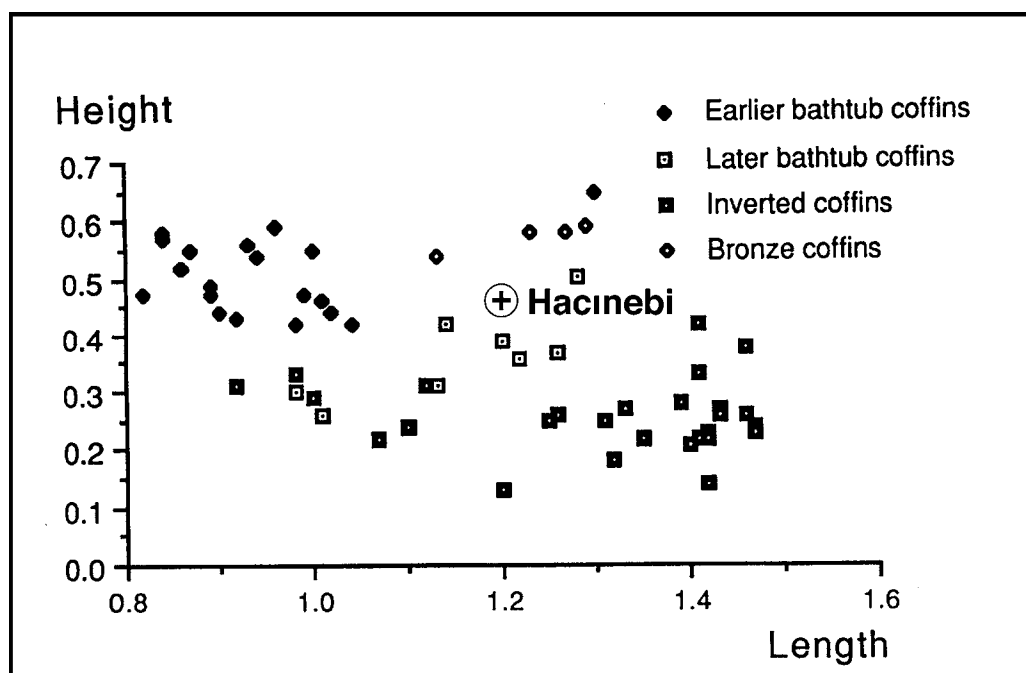 Height
Earlier bathtub coffins
Later bathtub coffins
Inverted coffins
Bronze coffins
0.7
0.6
0.5
0.4
0.3
0.2
0.1
0.0
Hacınebi
0.8 1.0 1.2 1.4 1.6
Length